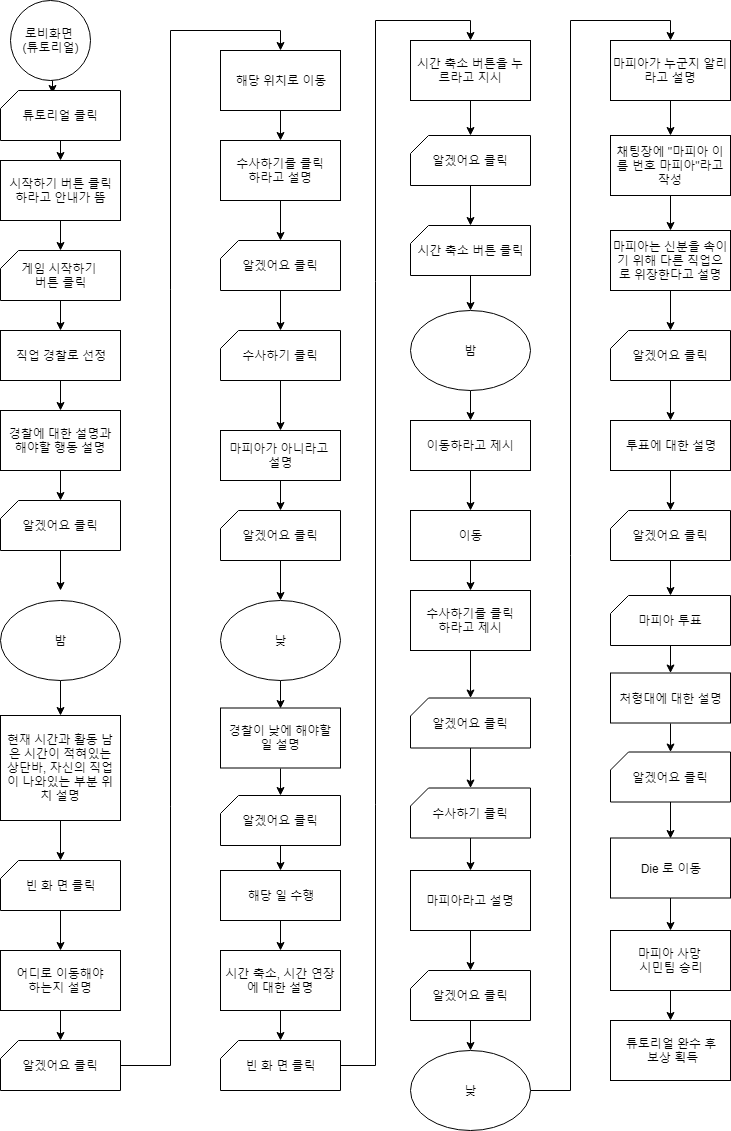 로비화면
(튜토리얼)
튜토리얼 클릭
시작하기 버튼 클릭
하라고 안내가 뜸
게임 시작하기
버튼 클릭
직업 경찰로 선정
경찰에 대한 설명과
해야할 행동 설명
알겠어요 클릭
밤
현재 시간과 활동 남
은 시간이 적혀있는
상단바, 자신의 직업
이 나와있는 부분 위
치 설명
빈 화 면 클릭
어디로 이동해야
하는지 설명
알겠어요 클릭
해당 위치로 이동
수사하기를 클릭
하라고 설명
알겠어요 클릭
수사하기 클릭
마피아가 아니라고
설명
알겠어요 클릭
낮
경찰이 낮에 해야할
일 설명
알겠어요 클릭
해당 일 수행
시간 축소, 시간 연장
에 대한 설명
빈 화 면 클릭
시간 축소 버튼을 누
르라고 지시
알겠어요 클릭
시간 축소 버튼 클릭
밤
이동하라고 제시
이동
수사하기를 클릭
하라고 제시
알겠어요 클릭
수사하기 클릭
마피아라고 설명
알겠어요 클릭
낮
마피아가 누군지 알리
라고 설명
채팅장에 "마피아 이
름 번호 마피아"라고
작성
마피아는 신분을 속이
기 위해 다른 직업으
로 위장한다고 설명
알겠어요 클릭
투표에 대한 설명
알겠어요 클릭
마피아 투표
처형대에 대한 설명
알겠어요 클릭
Die 로 이동
마피아 사망
시민팀 승리
튜토리얼 완수 후
보상 획득